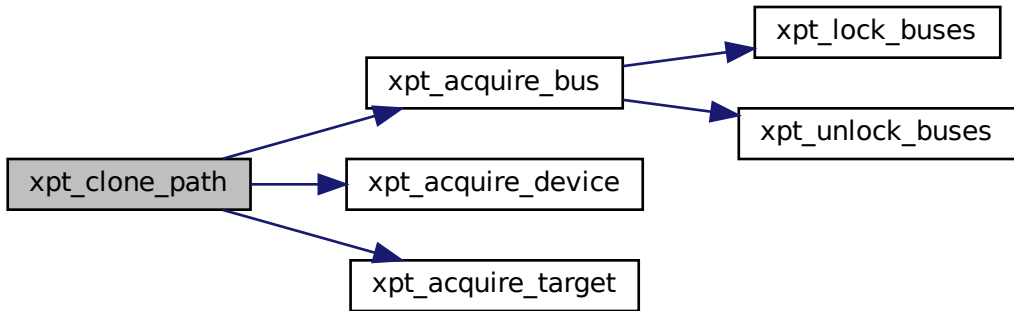 xpt_clone_path
xpt_acquire_bus
xpt_lock_buses
xpt_unlock_buses
xpt_acquire_device
xpt_acquire_target